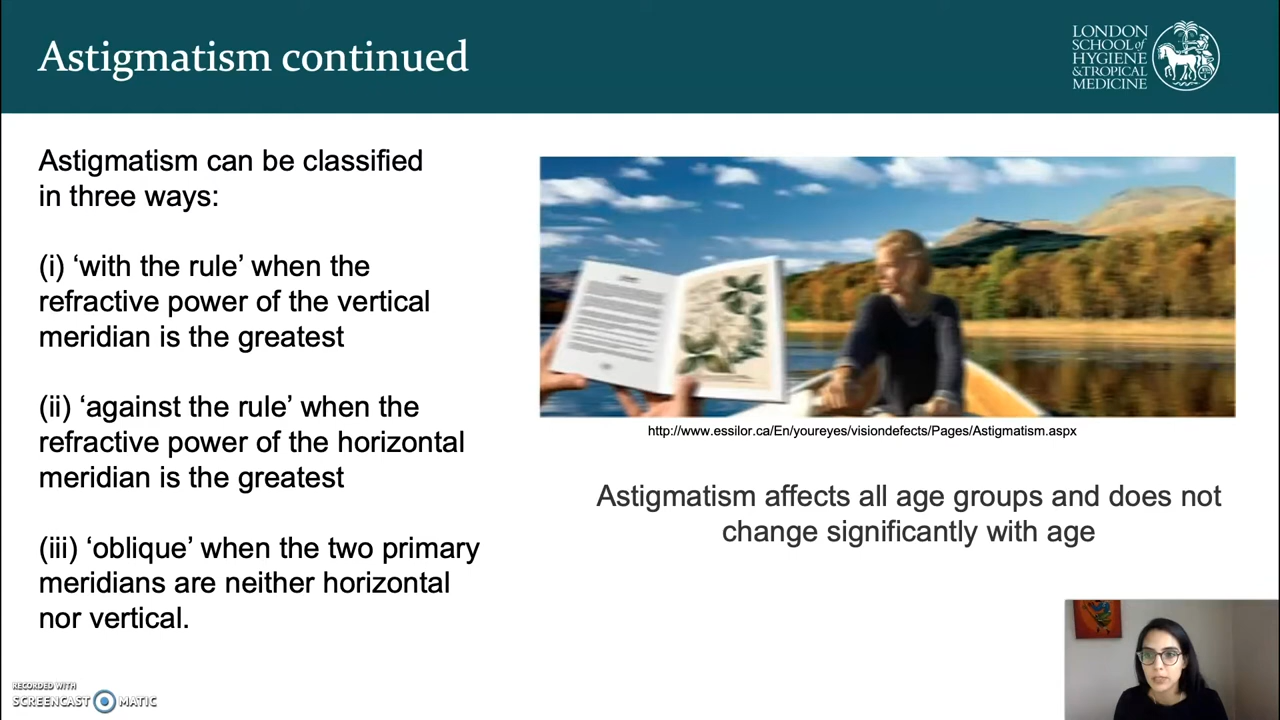 Astigmatism continued
LONDON
SCHOOL of
HYGIENE
& TROPICAL
MEDICINE
Astigmatism can be classified
in three ways:
(i) ‘with the rule’ when the
refractive power of the vertical
meridian is the greatest
(ii) ‘against the rule’ when the
refractive power of the horizontal
meridian is the greatest
(iii) ‘oblique’ when the two primary
meridians are neither horizontal
nor vertical.
http://www.essilor.ca/En/youreyes/visiondefects/Pages/Astigmatism.aspx
Astigmatism affects all age groups and does not
change significantly with age
RECORDED WITH
SCREENCAST MATIC